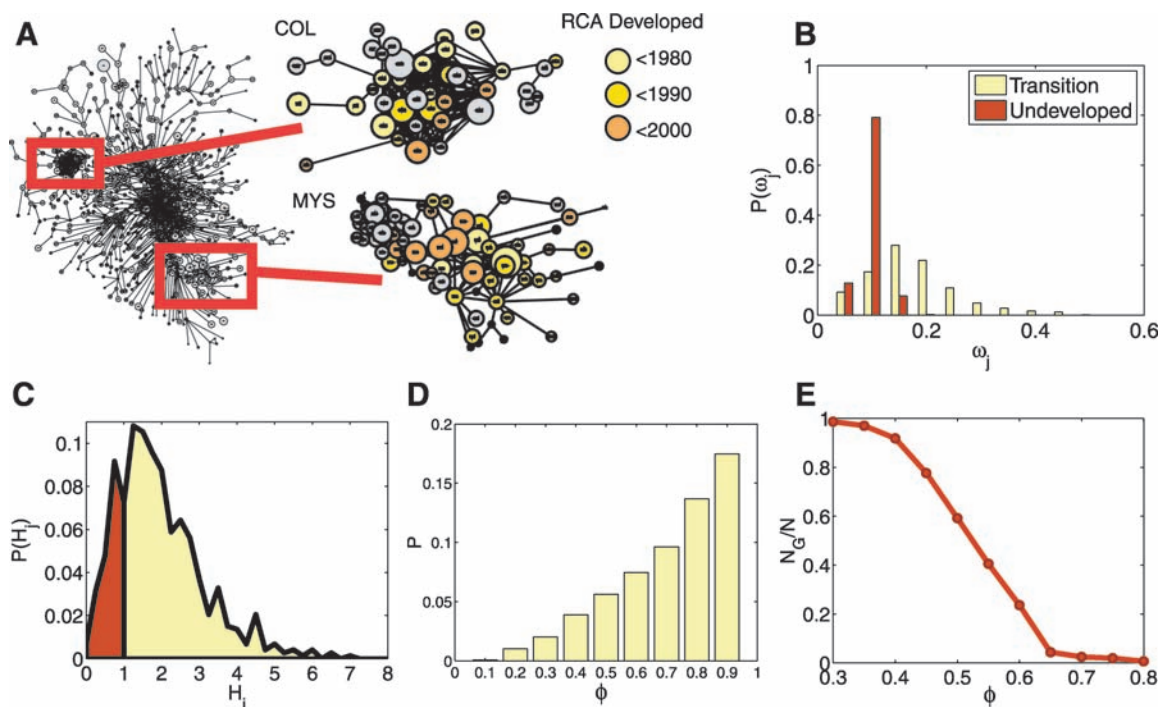 A
COL
RCA Developed
<1980
<1990
<2000
MYS
B
Transition
Undeveloped
1
0.8
0.6
0.4
0.2
0
P(ωj)
0 0.2 0.4 0.6
ωj
C
0.1
0.08
0.06
0.04
0.02
0
P(Hj)
0 1 2 3 4 5 6 7 8
Hj
D
0.2
0.15
0.1
0.05
0
P
0.1 0.2 0.3 0.4 0.5 0.6 0.7 0.8 0.9 1
ϕ
E
1
0.8
0.6
0.4
0.2
0
NG/N
0.3 0.4 0.5 0.6 0.7 0.8
ϕ